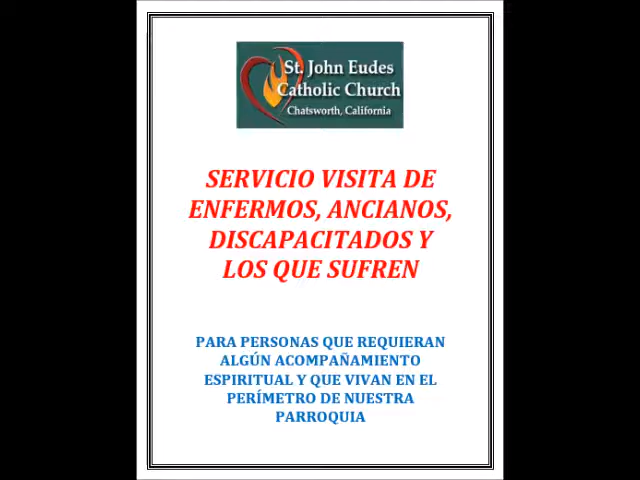 St. John Eudes
Catholic Church
Chatsworth, California
SERVICIO VISITA DE
ENFERMOS, ANCIANOS,
DISCAPACITADOS Y
LOS QUE SUFREN
PARA PERSONAS QUE REQUIERAN
ALGÚN ACOMPAÑAMIENTO
ESPIRITUAL Y QUE VIVAN EN EL
PERÍMETRO DE NUESTRA
PARROQUIA